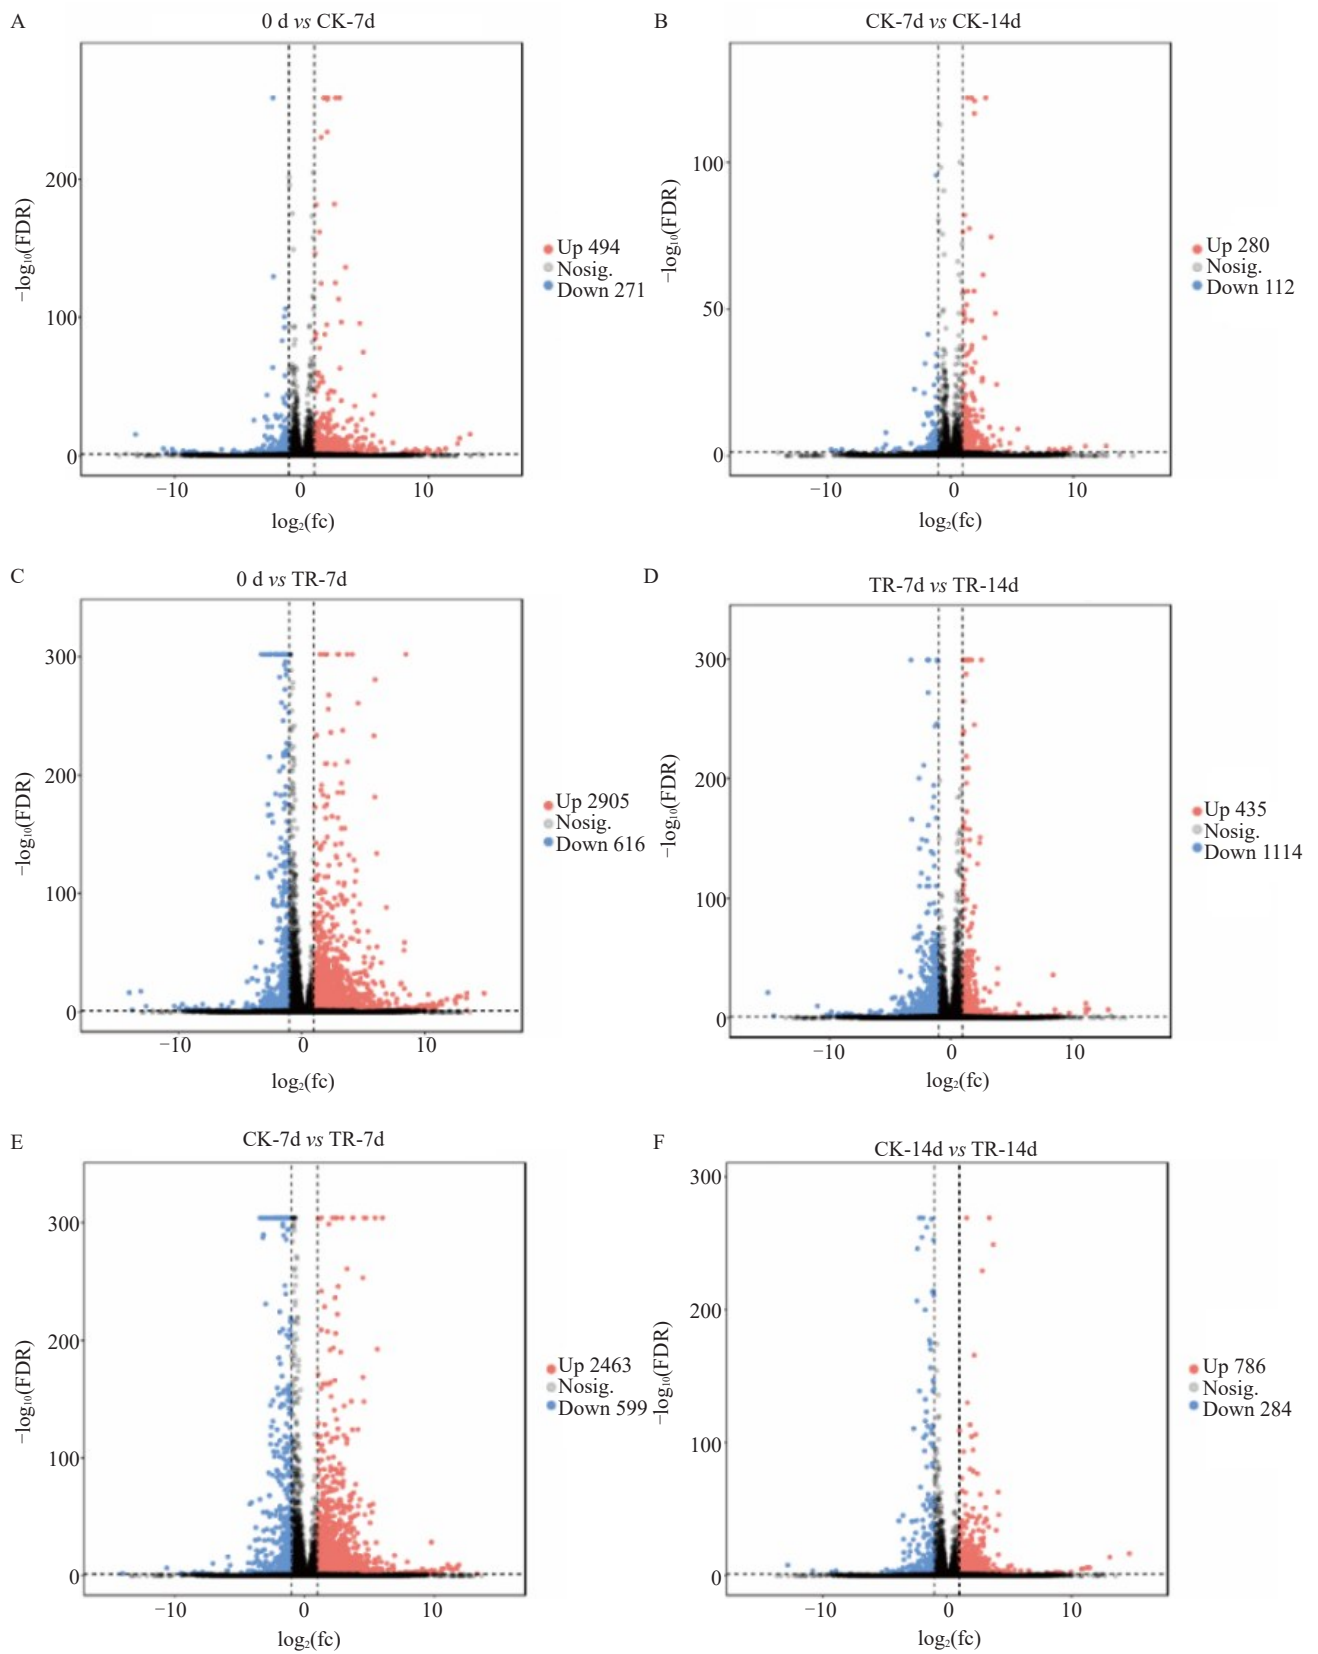 A
0 d vs CK-7d
−log₁₀(FDR)
200
100
0
−10
0
10
log₂(fc)
Up 494
Nosig.
Down 271
B
CK-7d vs CK-14d
−log₁₀(FDR)
100
50
0
−10
0
10
log₂(fc)
Up 280
Nosig.
Down 112
C
0 d vs TR-7d
−log₁₀(FDR)
300
200
100
0
−10
0
10
log₂(fc)
Up 2905
Nosig.
Down 616
D
TR-7d vs TR-14d
−log₁₀(FDR)
300
200
100
0
−10
0
10
log₂(fc)
Up 435
Nosig.
Down 1114
E
CK-7d vs TR-7d
−log₁₀(FDR)
300
200
100
0
−10
0
10
log₂(fc)
Up 2463
Nosig.
Down 599
F
CK-14d vs TR-14d
−log₁₀(FDR)
300
200
100
0
−10
0
10
log₂(fc)
Up 786
Nosig.
Down 284